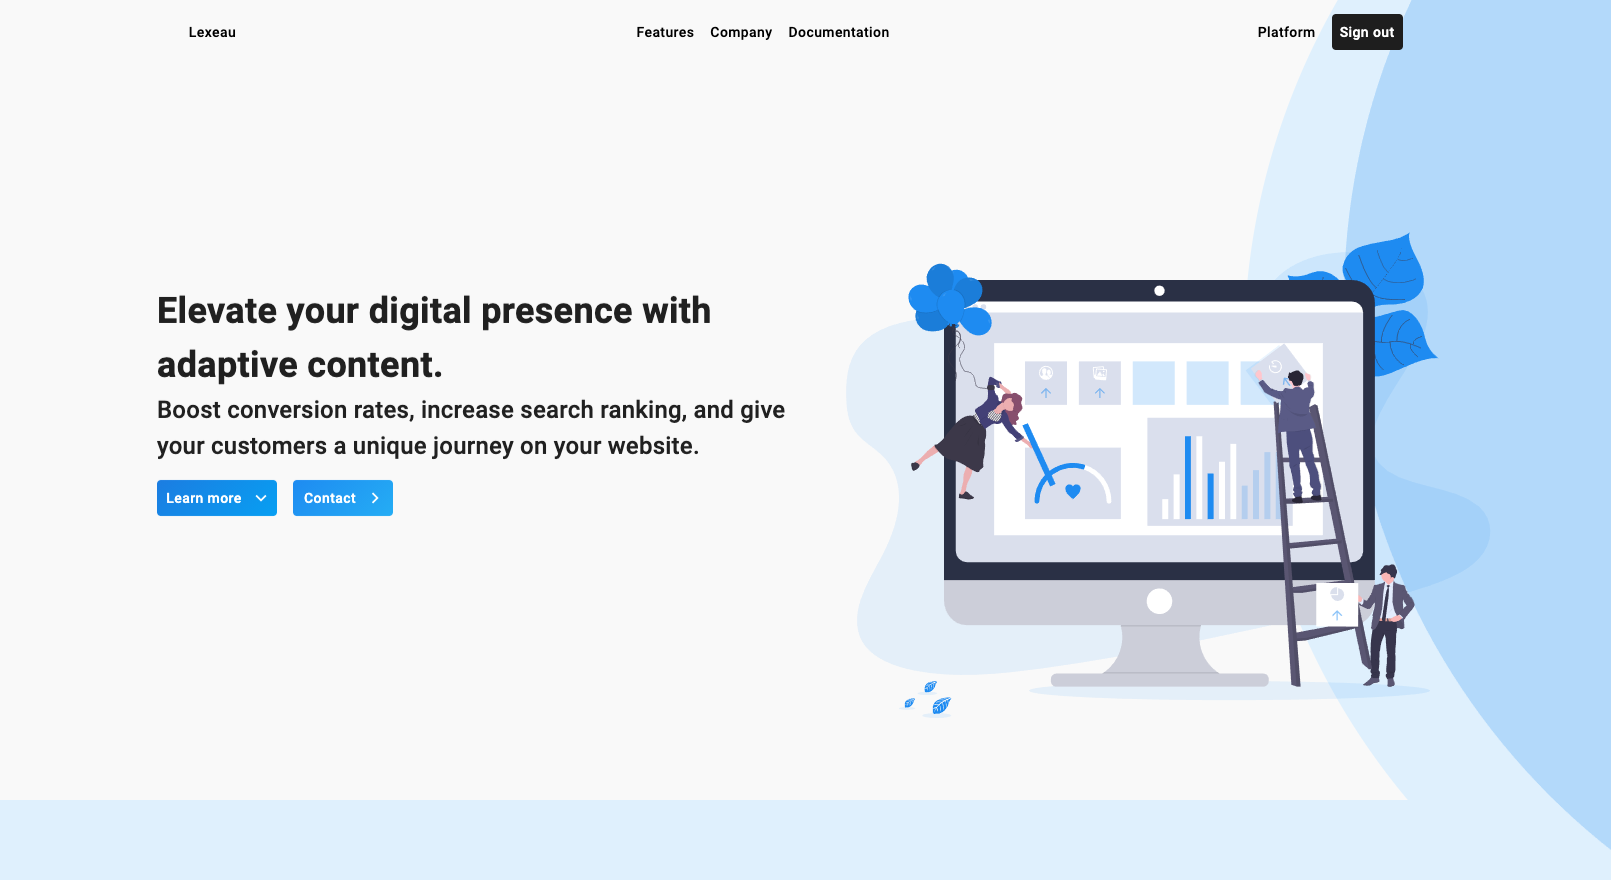 Lexeau
Features
Company
Documentation
Platform
Sign out
Elevate your digital presence with
adaptive content.
Boost conversion rates, increase search ranking, and give
your customers a unique journey on your website.
Learn more
Contact